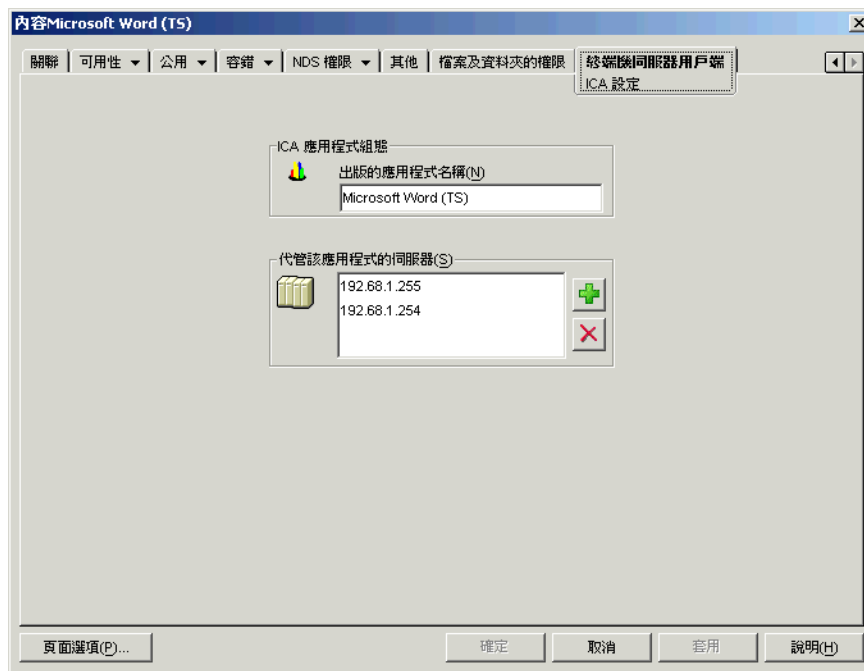 內容Microsoft Word (TS)
關聯 可用性 公用 容錯 NDS 權限 其他 檔案及資料夾的權限 終端機伺服器用戶端
ICA 設定
ICA 應用程式組態
出版的應用程式名稱(N)
Microsoft Word (TS)
代管該應用程式的伺服器(S)
192.68.1.255
192.68.1.254
頁面選項(P)... 確定 取消 套用 說明(H)